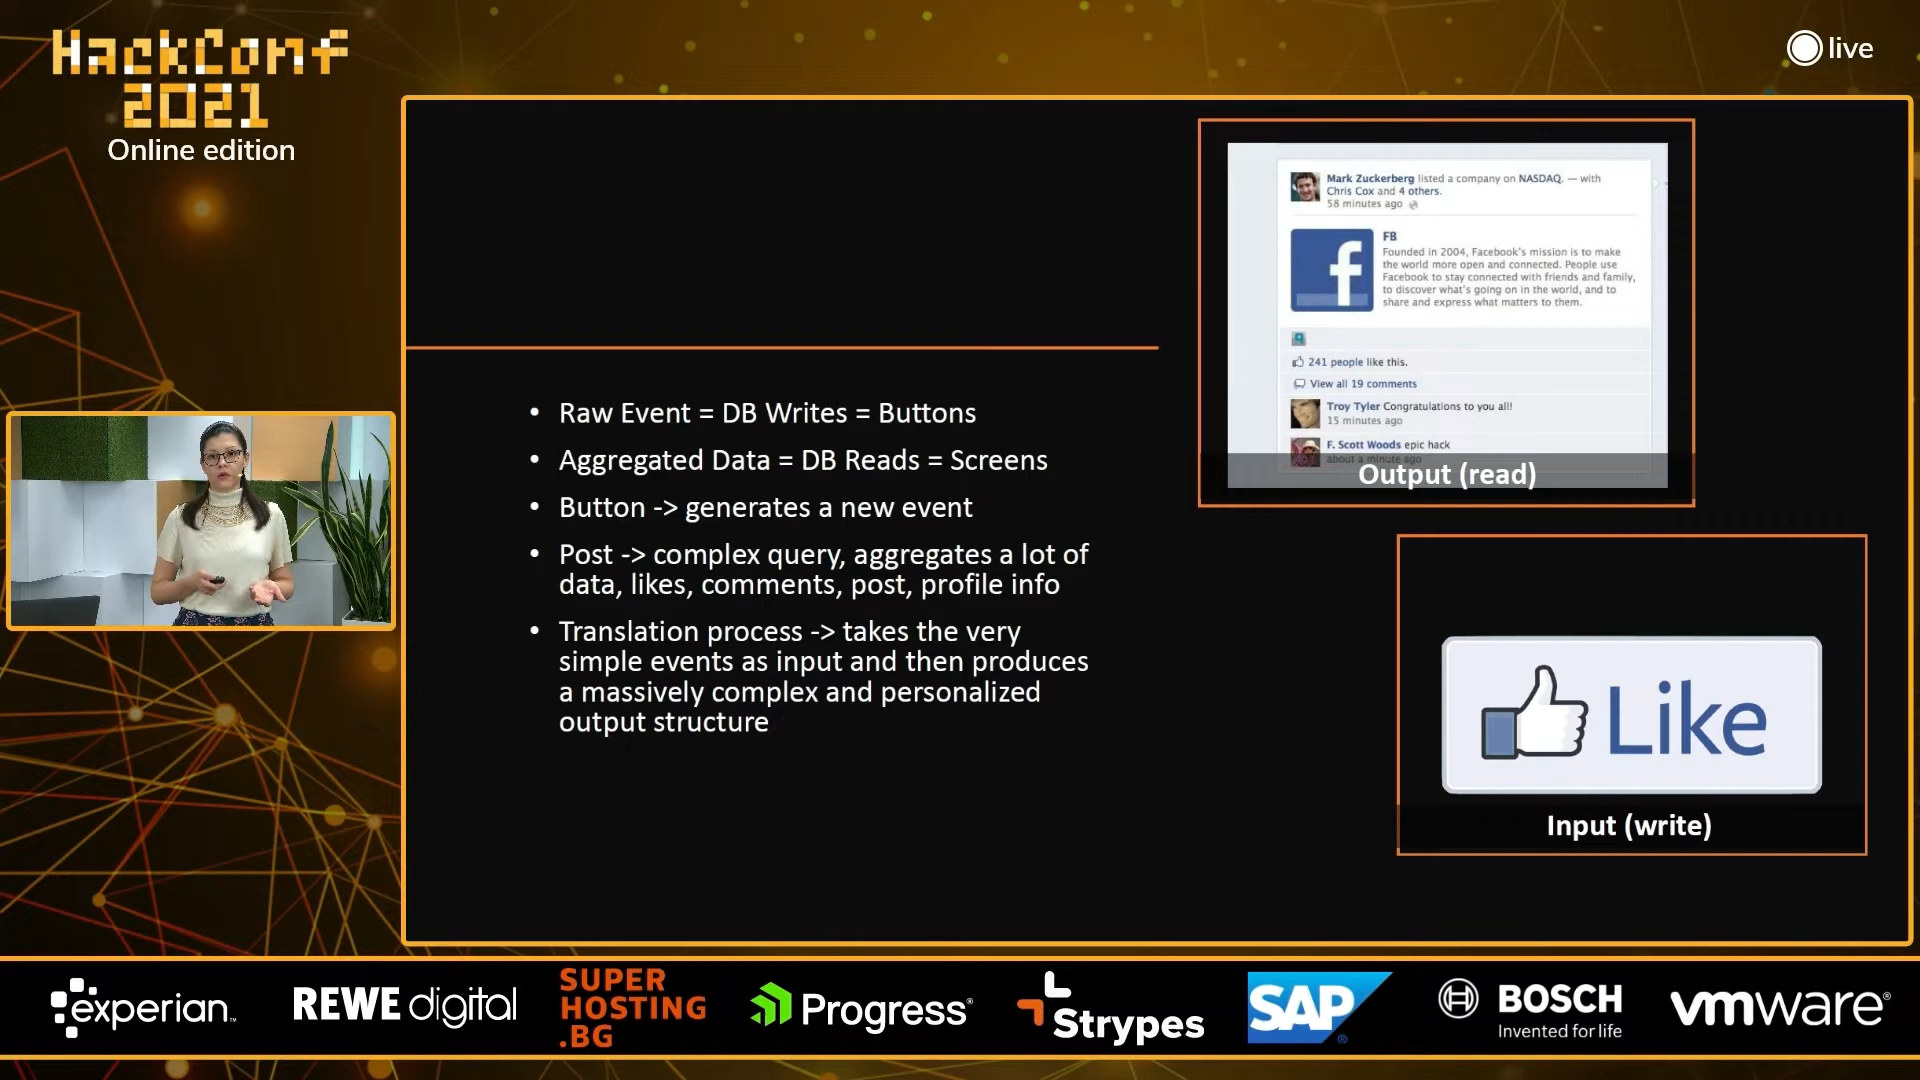 HackConf
2021
Online edition
live
Mark Zuckerberg listed a company on NASDAQ. — with
Chris Cox and 4 others.
58 minutes ago
FB
Founded in 2004, Facebook's mission is to make
the world more open and connected. People use
Facebook to stay connected with friends and family,
to discover what's going on in the world, and to
share and express what matters to them.
241 people like this.
View all 19 comments
Troy Tyler Congratulations to you all!
15 minutes ago
F. Scott Woods epic hack
about a minute ago
Output (read)
• Raw Event = DB Writes = Buttons
• Aggregated Data = DB Reads = Screens
• Button -> generates a new event
• Post -> complex query, aggregates a lot of
data, likes, comments, post, profile info
• Translation process -> takes the very
simple events as input and then produces
a massively complex and personalized
output structure
Like
Input (write)
experian™
REWE digital
SUPER
HOSTING
.BG
Progress®
Strypes
SAP®
BOSCH
Invented for life
vmware®